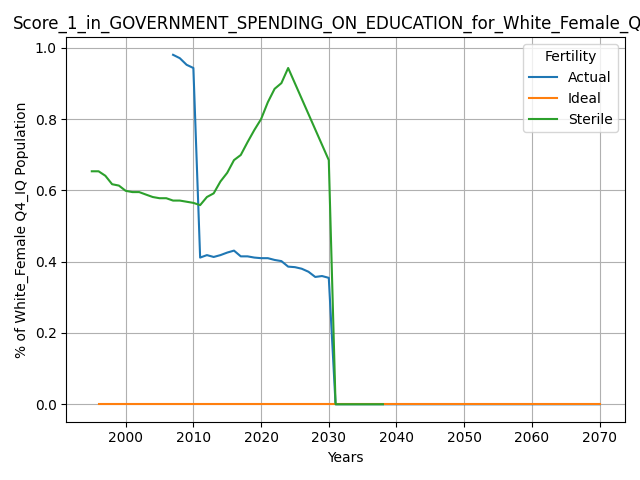 Score_1_in_GOVERNMENT_SPENDING_ON_EDUCATION_for_White_Female_Q
Fertility
Actual
Ideal
Sterile
% of White_Female Q4_IQ Population
1.0
0.8
0.6
0.4
0.2
0.0
2000 2010 2020 2030 2040 2050 2060 2070
Years